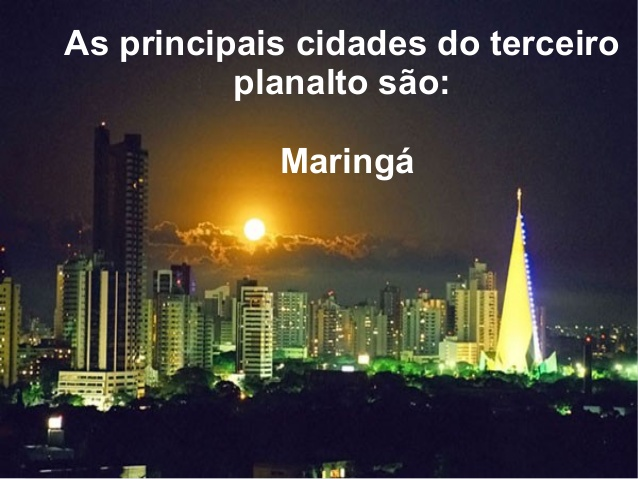 As principais cidades do terceiro
planalto são:
Maringá